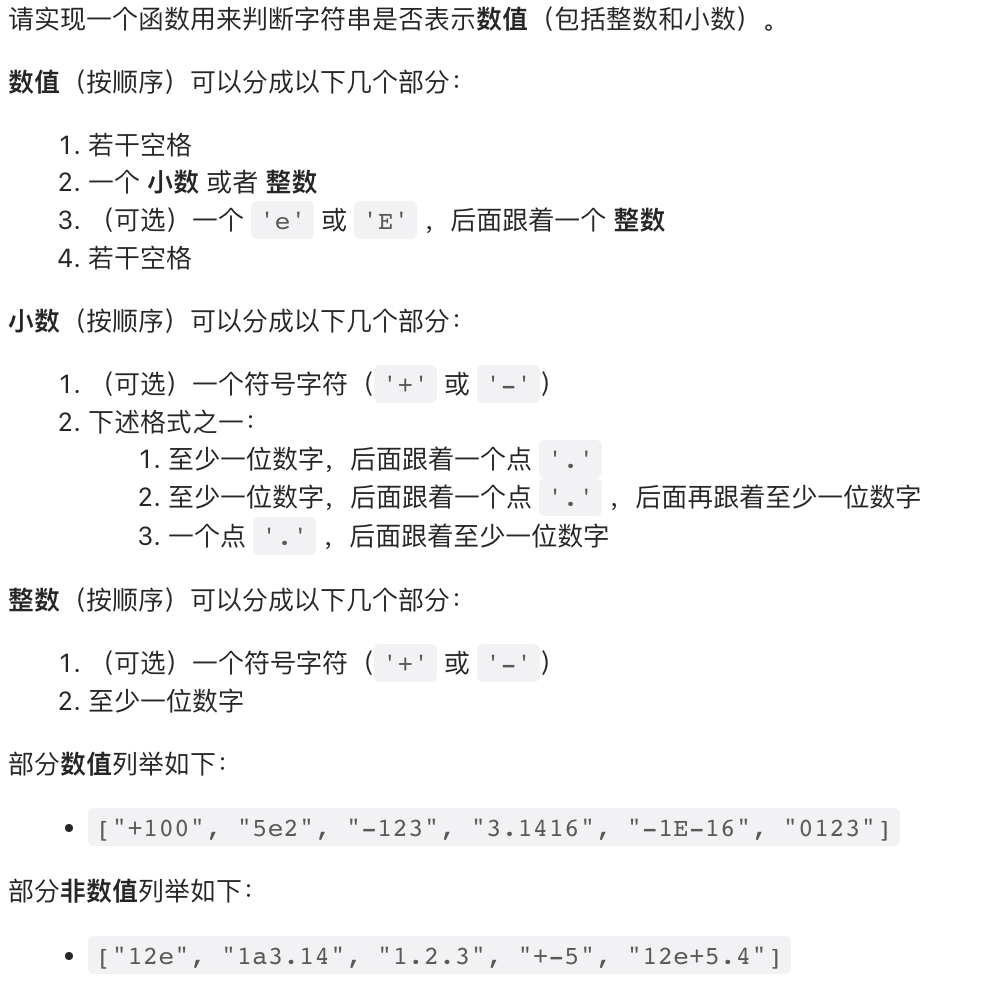 请实现一个函数用来判断字符串是否表示数值（包括整数和小数）。
数值（按顺序）可以分成以下几个部分：
1. 若干空格
2. 一个 小数 或者 整数
3. （可选）一个 'e' 或 'E' ，后面跟着一个 整数
4. 若干空格
小数（按顺序）可以分成以下几个部分：
1. （可选）一个符号字符（'+' 或 '-'）
2. 下述格式之一：
1. 至少一位数字，后面跟着一个点 '.'
2. 至少一位数字，后面跟着一个点 '.' ，后面再跟着至少一位数字
3. 一个点 '.' ，后面跟着至少一位数字
整数（按顺序）可以分成以下几个部分：
1. （可选）一个符号字符（'+' 或 '-'）
2. 至少一位数字
部分数值列举如下：
• ["+100", "5e2", "-123", "3.1416", "-1E-16", "0123"]
部分非数值列举如下：
• ["12e", "1a3.14", "1.2.3", "+-5", "12e+5.4"]